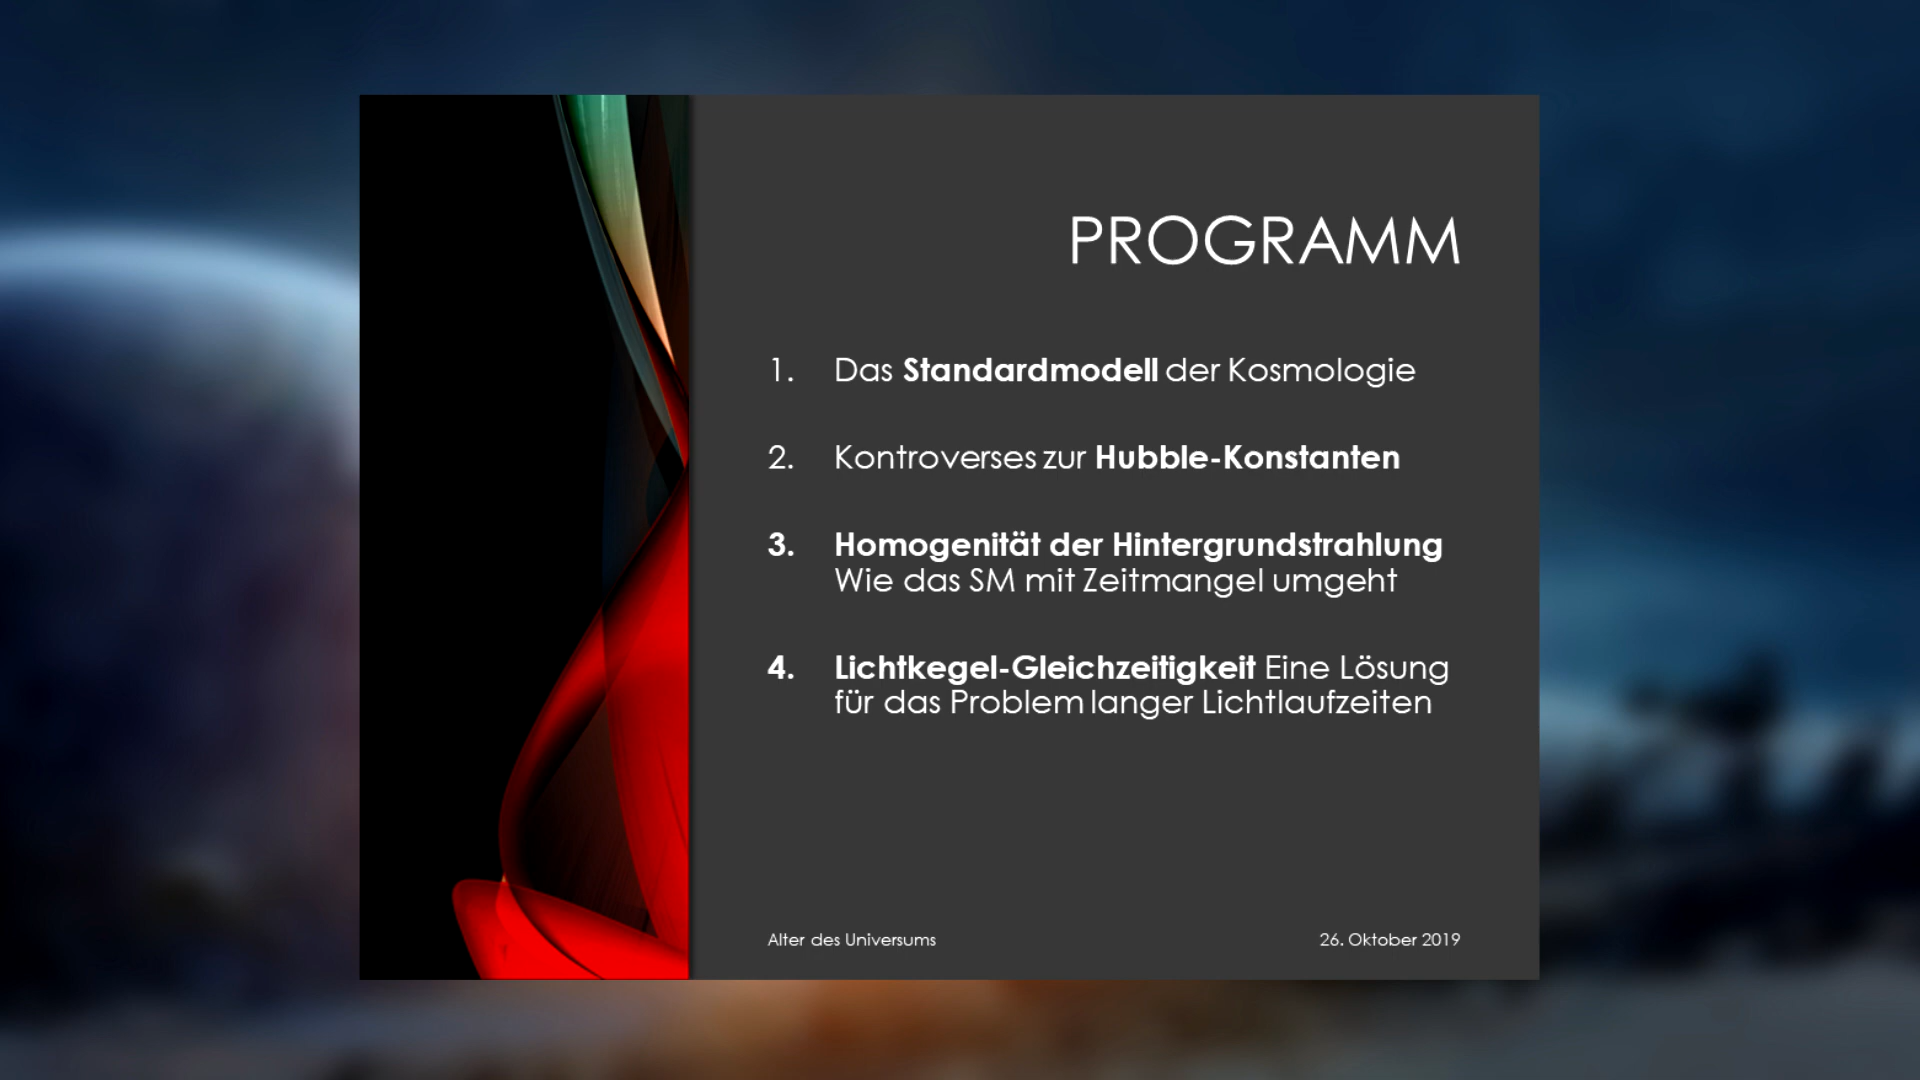 PROGRAMM
1. Das Standardmodell der Kosmologie
2. Kontroverses zur Hubble-Konstanten
3. Homogenität der Hintergrundstrahlung
Wie das SM mit Zeitmangel umgeht
4. Lichtkegel-Gleichzeitigkeit Eine Lösung
für das Problem langer Lichtlaufzeiten
Alter des Universums
26. Oktober 2019